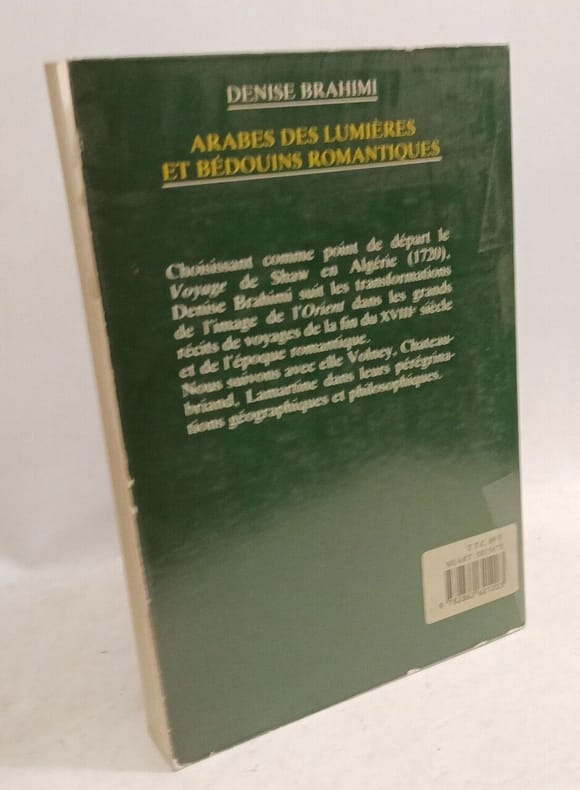 DENISE BRAHIMI
ARABES DES LUMIÈRES
ET BÉDOUINS ROMANTIQUES
Choisissant comme point de départ le
Voyage de Shaw en Algérie (1720),
Denise Brahimi suit les transformations
de l'image de l'Orient dans les grands
récits de voyages de la fin du XVIIIe siècle
et de l'époque romantique.
Nous suivons avec elle Volney, Chateau-
briand, Lamartine dans leurs pérégrina-
tions géographiques et philosophiques.